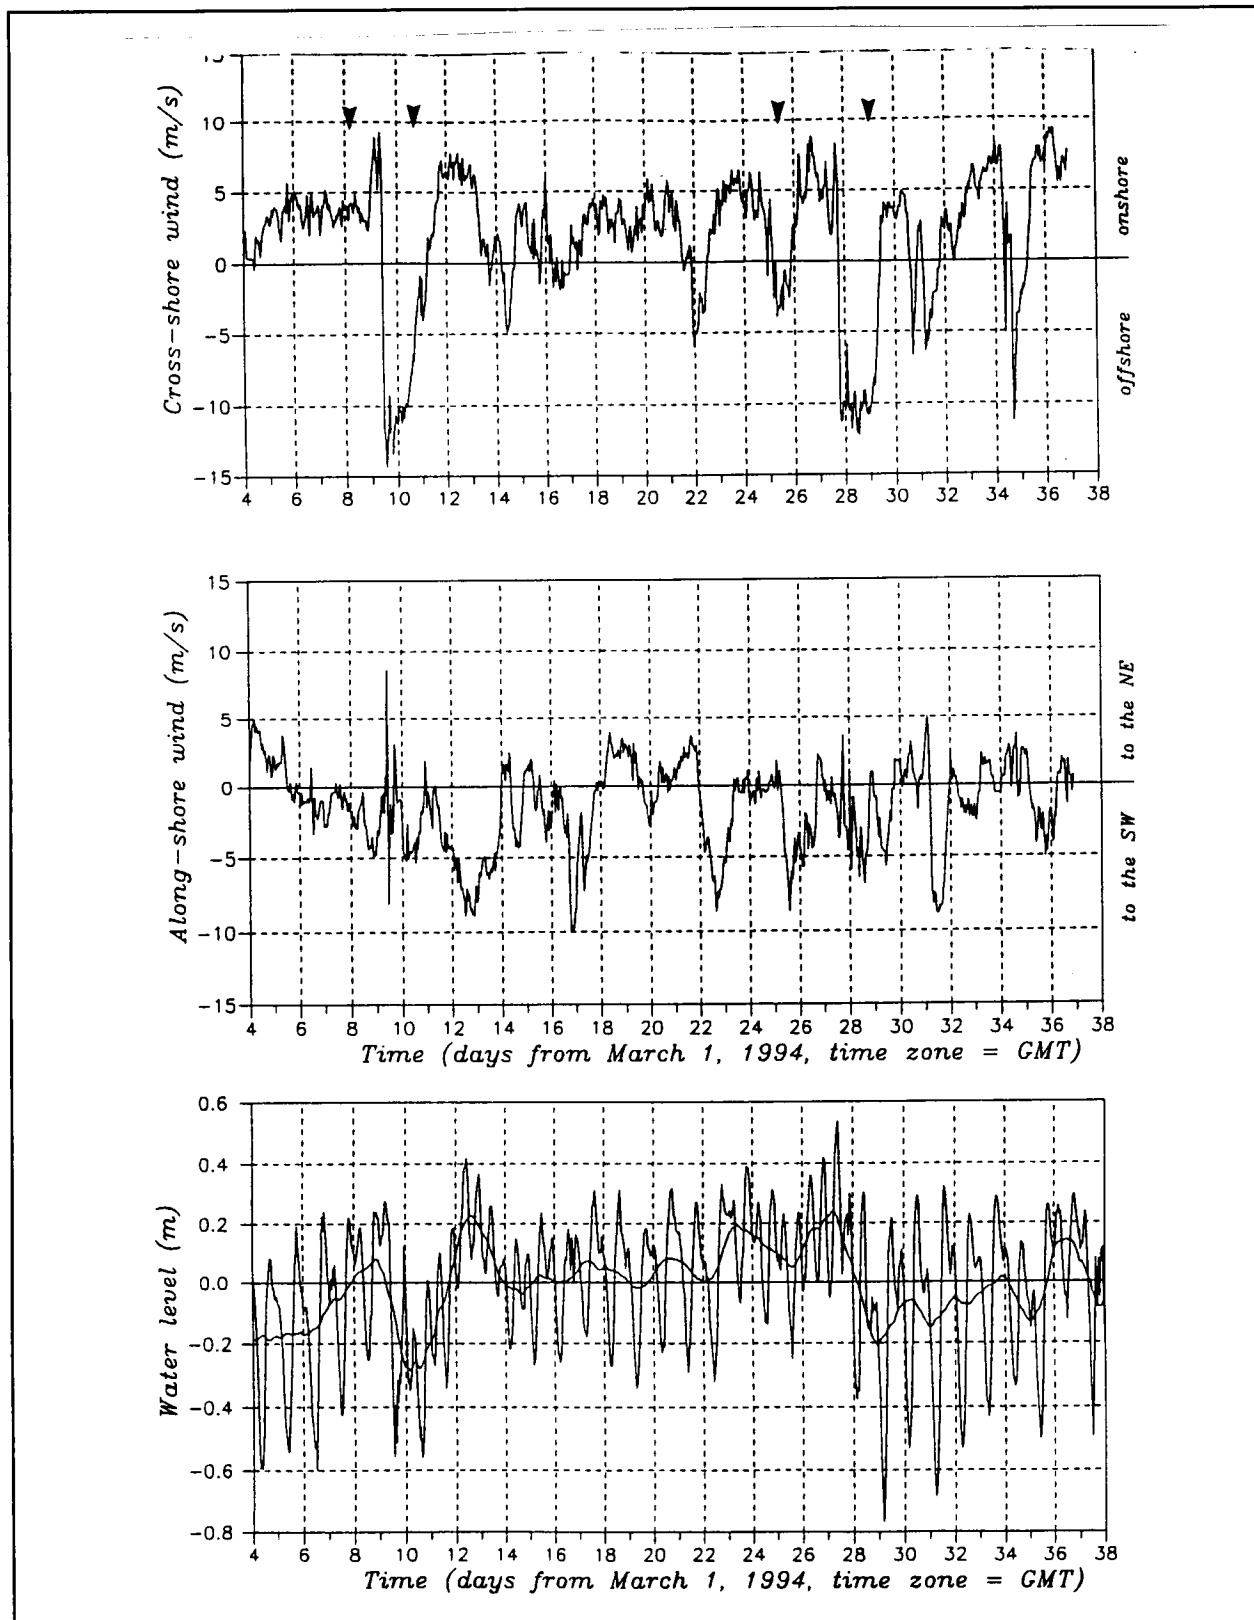 Cross-shore wind (m/s)
10
5
0
-5
-10
-15
4 6 8 10 12 14 16 18 20 22 24 26 28 30 32 34 36 38
onshore
offshore
Along-shore wind (m/s)
15
10
5
0
-5
-10
-15
4 6 8 10 12 14 16 18 20 22 24 26 28 30 32 34 36 38
to the NE
to the SW
Time (days from March 1, 1994, time zone = GMT)
Water level (m)
0.6
0.4
0.2
0.0
-0.2
-0.4
-0.6
-0.8
4 6 8 10 12 14 16 18 20 22 24 26 28 30 32 34 36 38
Time (days from March 1, 1994, time zone = GMT)